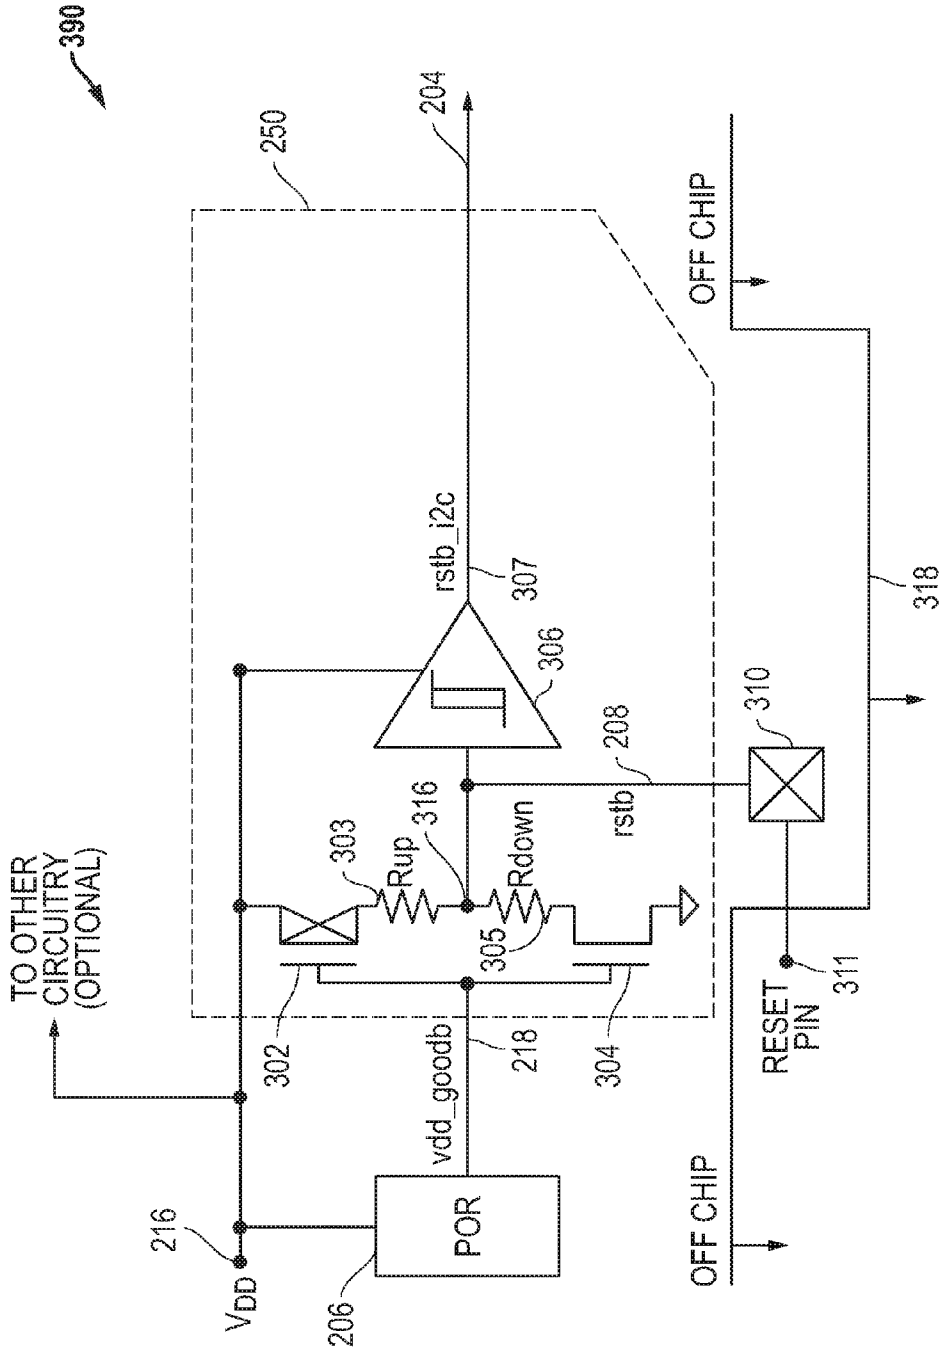 390
TO OTHER
CIRCUITRY
(OPTIONAL)
250
216
VDD
302
303
Rup
316
rstb_i2c
307
204
206
POR
vdd_goodb
218
305
Rdown
304
306
208
rstb
310
RESET
PIN
311
OFF CHIP
OFF CHIP
318